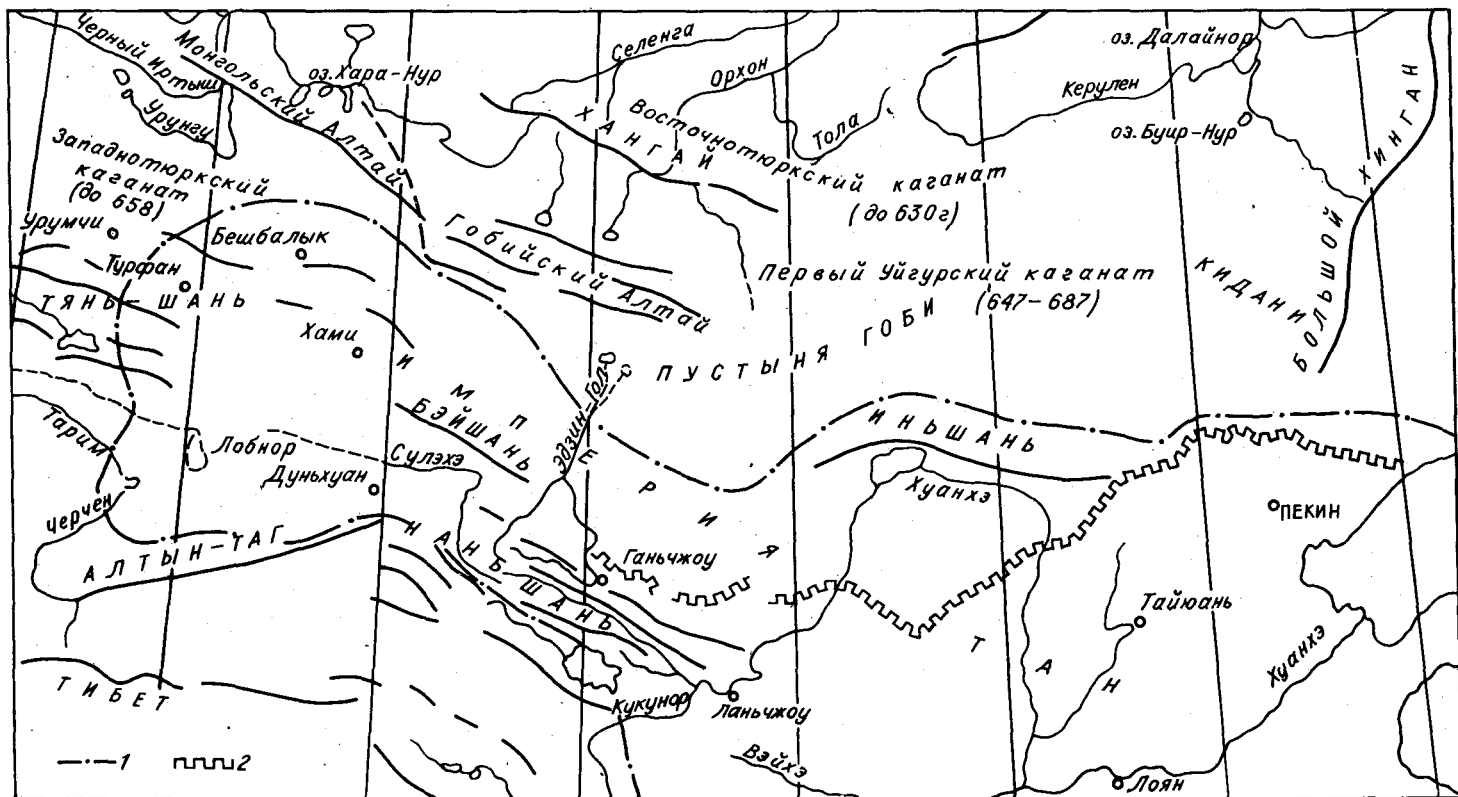 Черный Иртыш
Монгольский Алтай
оз. Хара-Нур
Селенга
Орхон
оз. Далайнор
Керулен
Урунгу
ХАНГАЙ
Тола
оз. Буир-Нур
БОЛЬШОЙ ХИНГАН
Западнотюркский
каганат
(до 658)
Восточнотюркский каганат
(до 630г)
Урумчи
Бешбалык
Турфан
Гобийский Алтай
Первый Уйгурский каганат
(647–687)
КИДАНИ
ТЯНЬ-ШАНЬ
Хами
ПУСТЫНЯ ГОБИ
ИМПЕРИЯ ТАН
БЭЙШАНЬ
Эдзин-Гол
ИНЬШАНЬ
Тарим
Лобнор
Сулэхэ
Дуньхуан
Хуанхэ
ПЕКИН
Черчен
АЛТЫН-ТАГ
НАНЬШАНЬ
Ганьчжоу
Тайюань
Хуанхэ
ТИБЕТ
Кукунор
Ланьчжоу
Вэйхэ
Лоян
1
2